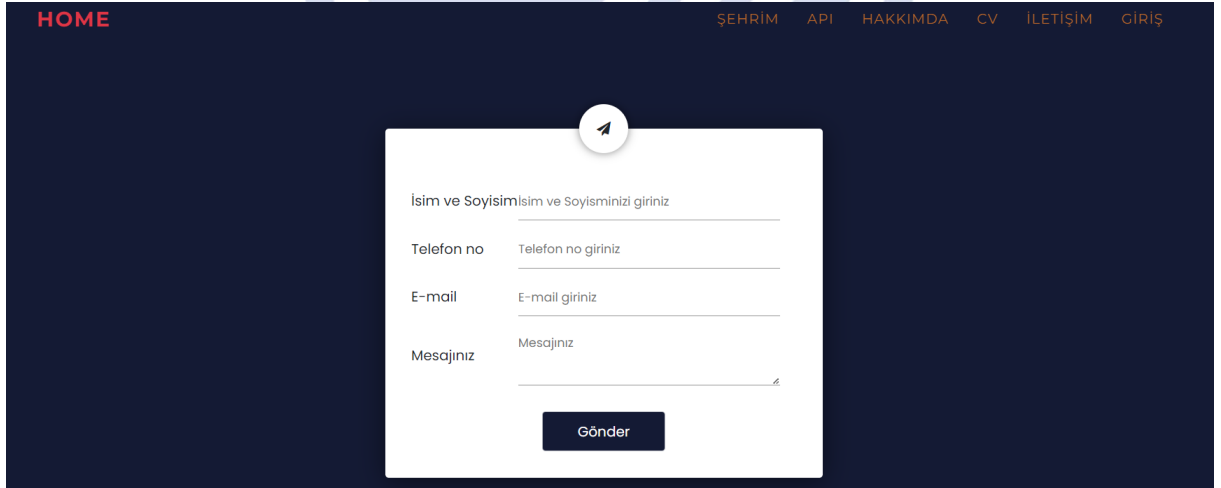 HOME ŞEHRİM API HAKKIMDA CV İLETİŞİM GİRİŞ
İsim ve Soyisim İsim ve Soyisminizi giriniz
Telefon no Telefon no giriniz
E-mail E-mail giriniz
Mesajınız Mesajınız
Gönder